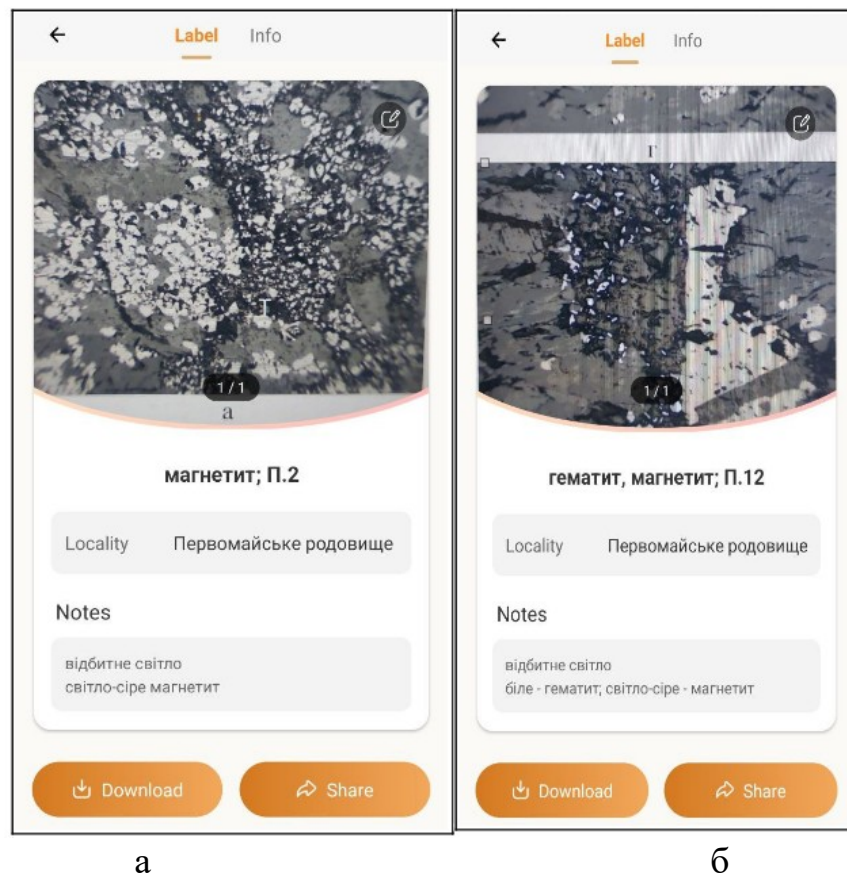 Label Info
1 / 1
а
магнетит; П.2
Locality Первомайське родовище
Notes
відбитне світло
світло-сіре магнетит
Download Share
а
Label Info
Г
1 / 1
гематит, магнетит; П.12
Locality Первомайське родовище
Notes
відбитне світло
біле - гематит; світло-сіре - магнетит
Download Share
б